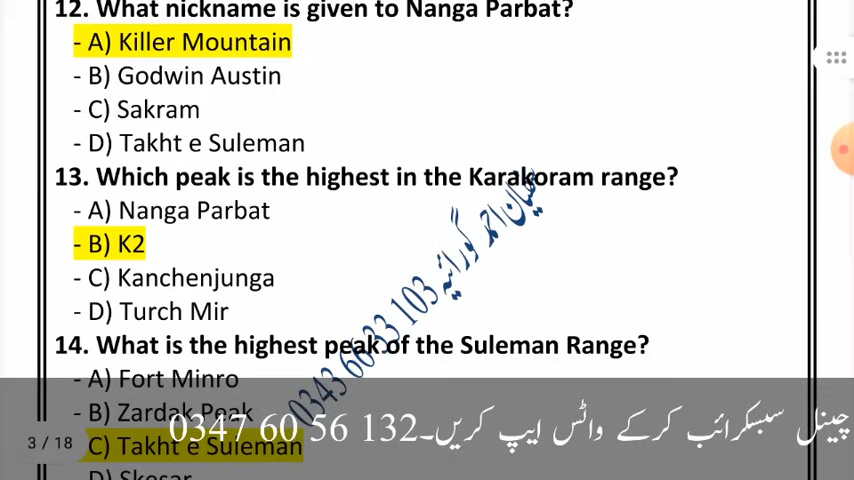 12. What nickname is given to Nanga Parbat?
- A) Killer Mountain
- B) Godwin Austin
- C) Sakram
- D) Takht e Suleman
13. Which peak is the highest in the Karakoram range?
- A) Nanga Parbat
- B) K2
- C) Kanchenjunga
- D) Turch Mir
14. What is the highest peak of the Suleman Range?
- A) Fort Minro
- B) Zardak Peak
C) Takht e Suleman
D) Skesar
0343 66 33 103
چینل سبسکرائب کرکے واٹس ایپ کریں۔0347 60 56 132
3 / 18